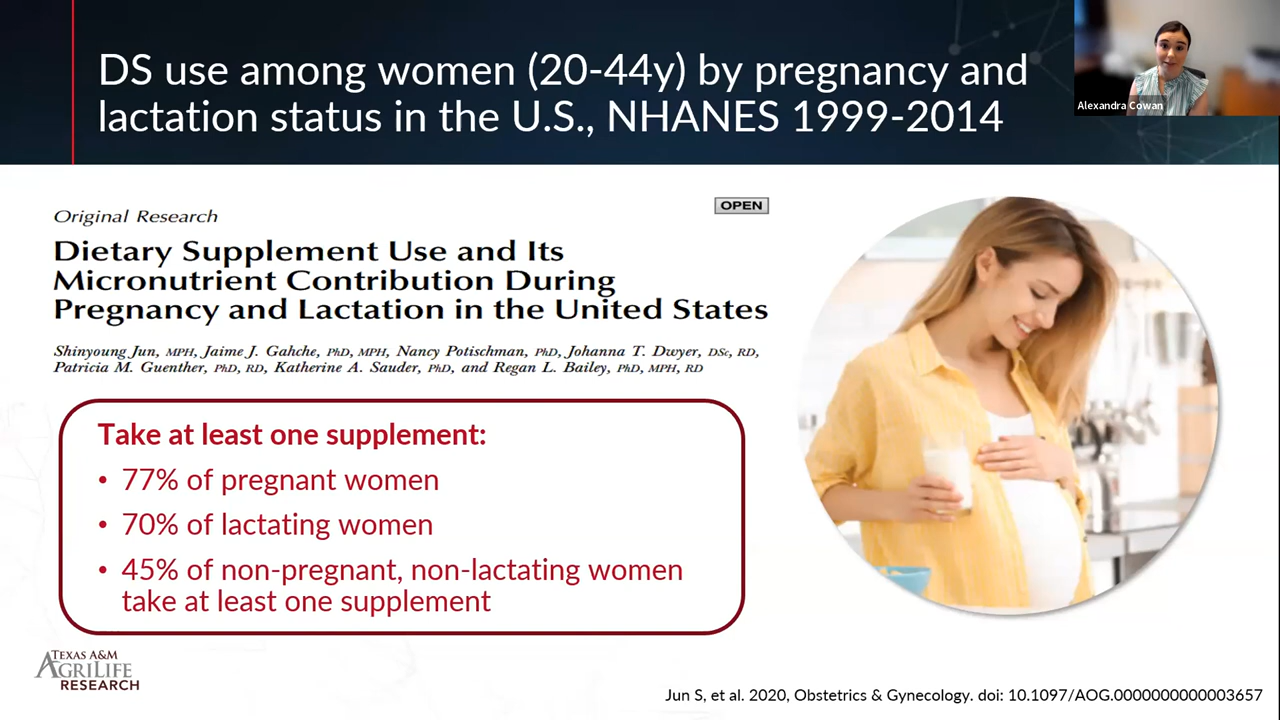 DS use among women (20-44y) by pregnancy and
lactation status in the U.S., NHANES 1999-2014
Alexandra Cowan
Original Research
OPEN
Dietary Supplement Use and Its
Micronutrient Contribution During
Pregnancy and Lactation in the United States
Shinyoung Jun, MPH, Jaime J. Gahche, PhD, MPH, Nancy Potischman, PhD, Johanna T. Dwyer, DSc, RD,
Patricia M. Guenther, PhD, RD, Katherine A. Sauder, PhD, and Regan L. Bailey, PhD, MPH, RD
Take at least one supplement:
• 77% of pregnant women
• 70% of lactating women
• 45% of non-pregnant, non-lactating women
take at least one supplement
TEXAS A&M
AGRILIFE
RESEARCH
Jun S, et al. 2020, Obstetrics & Gynecology. doi: 10.1097/AOG.0000000000003657